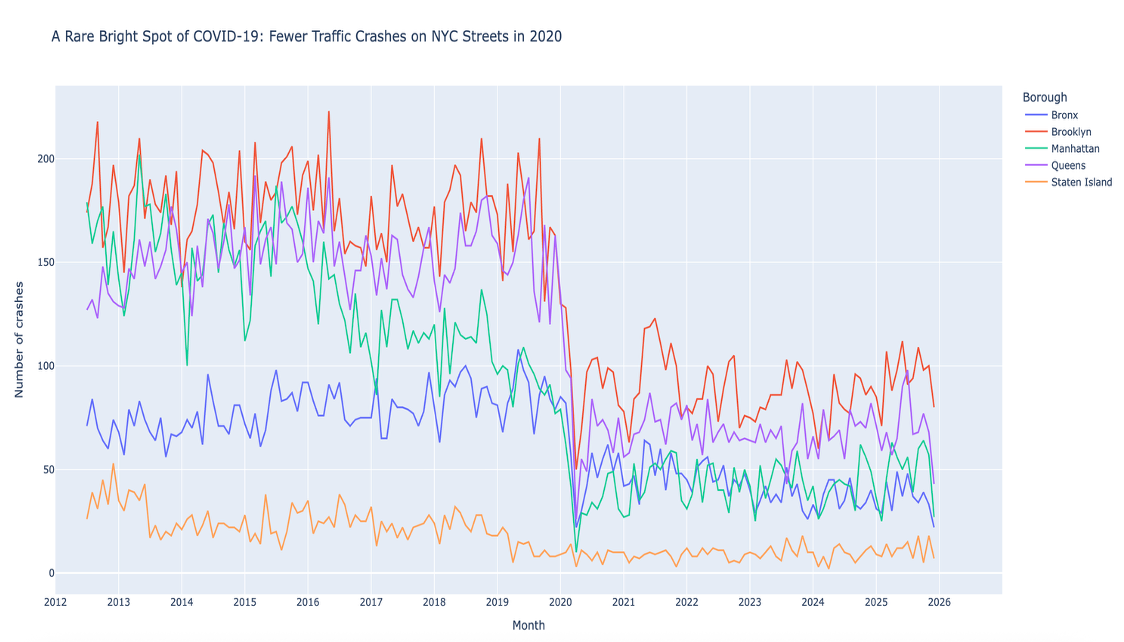 A Rare Bright Spot of COVID-19: Fewer Traffic Crashes on NYC Streets in 2020
Borough
Bronx
Brooklyn
Manhattan
Queens
Staten Island
Number of crashes
200
150
100
50
0
2012 2013 2014 2015 2016 2017 2018 2019 2020 2021 2022 2023 2024 2025 2026
Month